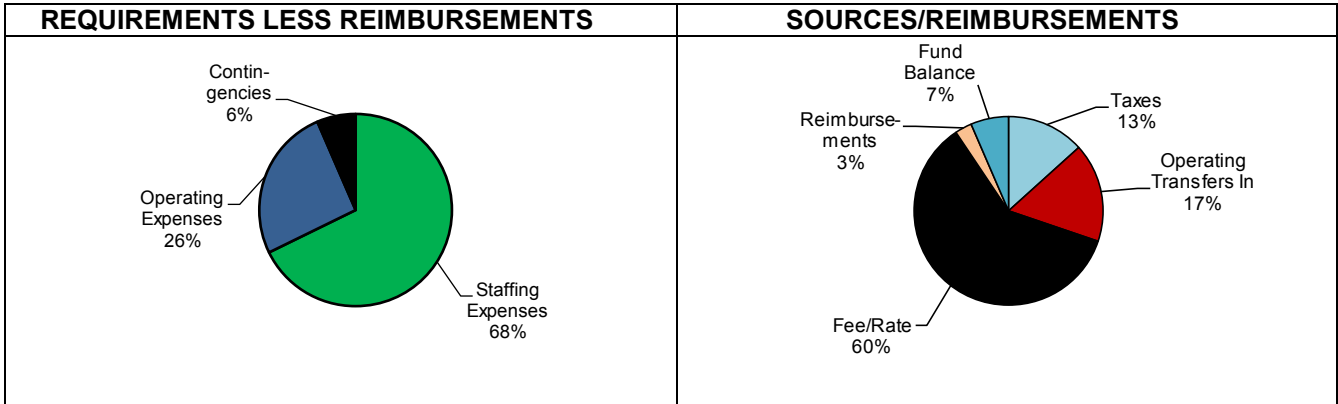 REQUIREMENTS LESS REIMBURSEMENTS
Contin-
gencies
6%
Operating
Expenses
26%
Staffing
Expenses
68%
SOURCES/REIMBURSEMENTS
Fund
Balance
7%
Taxes
13%
Reimburse-
ments
3%
Operating
Transfers In
17%
Fee/Rate
60%